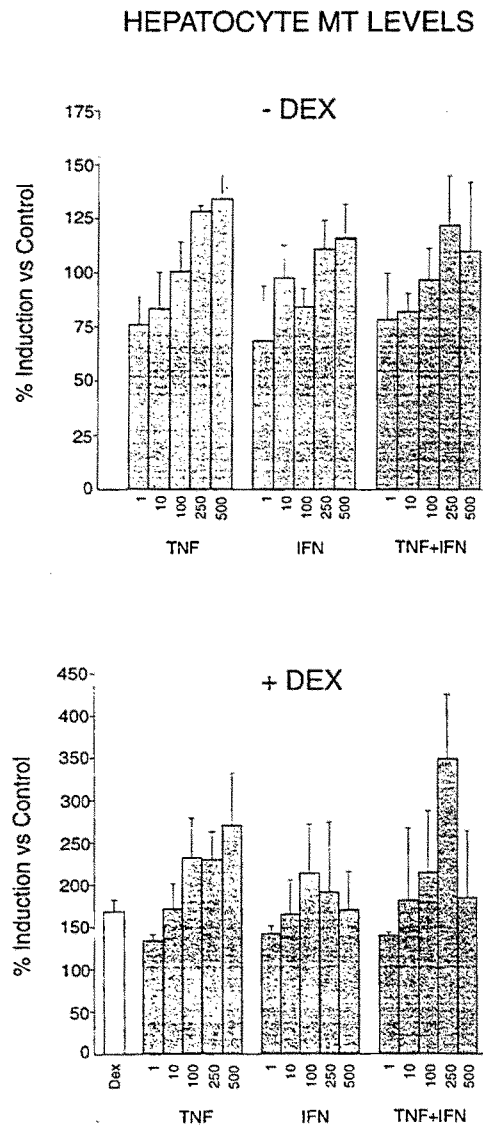 HEPATOCYTE MT LEVELS
- DEX
% Induction vs Control
175
150
125
100
75
50
25
0
1 10 100 250 500 1 10 100 250 500 1 10 100 250 500
TNF IFN TNF+IFN
+ DEX
% Induction vs Control
450
400
350
300
250
200
150
100
50
0
Dex 1 10 100 250 500 1 10 100 250 500 1 10 100 250 500
TNF IFN TNF+IFN